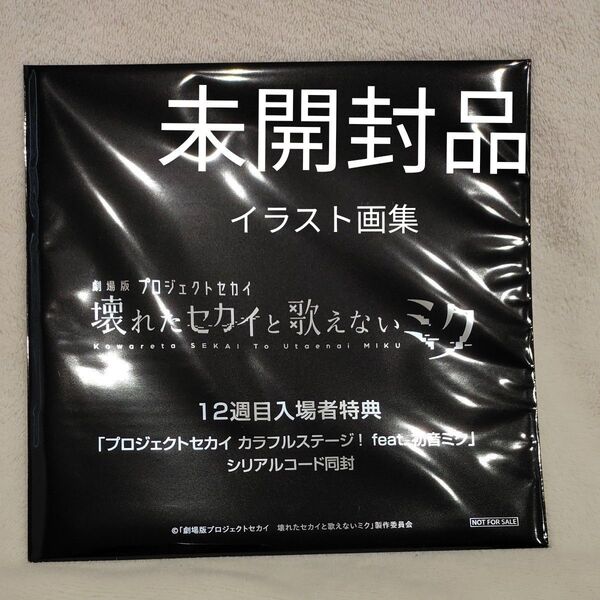 未開封品
イラスト画集
劇場版 プロジェクトセカイ
壊れたセカイと歌えないミク
Kowareta SEKAI To Utaenai MIKU
12週目入場者特典
「プロジェクトセカイ カラフルステージ! feat. 初音ミク」
シリアルコード同封
©「劇場版プロジェクトセカイ 壊れたセカイと歌えないミク」製作委員会
NOT FOR SALE